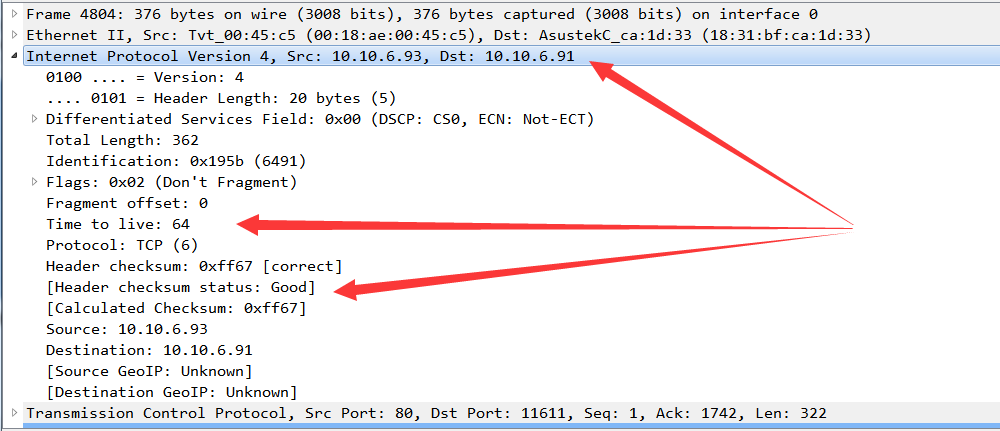 Frame 4804: 376 bytes on wire (3008 bits), 376 bytes captured (3008 bits) on interface 0
Ethernet II, Src: Tvt_00:45:c5 (00:18:ae:00:45:c5), Dst: AsustekC_ca:1d:33 (18:31:bf:ca:1d:33)
Internet Protocol Version 4, Src: 10.10.6.93, Dst: 10.10.6.91
0100 .... = Version: 4
.... 0101 = Header Length: 20 bytes (5)
Differentiated Services Field: 0x00 (DSCP: CS0, ECN: Not-ECT)
Total Length: 362
Identification: 0x195b (6491)
Flags: 0x02 (Don't Fragment)
Fragment offset: 0
Time to live: 64
Protocol: TCP (6)
Header checksum: 0xff67 [correct]
[Header checksum status: Good]
[Calculated Checksum: 0xff67]
Source: 10.10.6.93
Destination: 10.10.6.91
[Source GeoIP: Unknown]
[Destination GeoIP: Unknown]
Transmission Control Protocol, Src Port: 80, Dst Port: 11611, Seq: 1, Ack: 1742, Len: 322